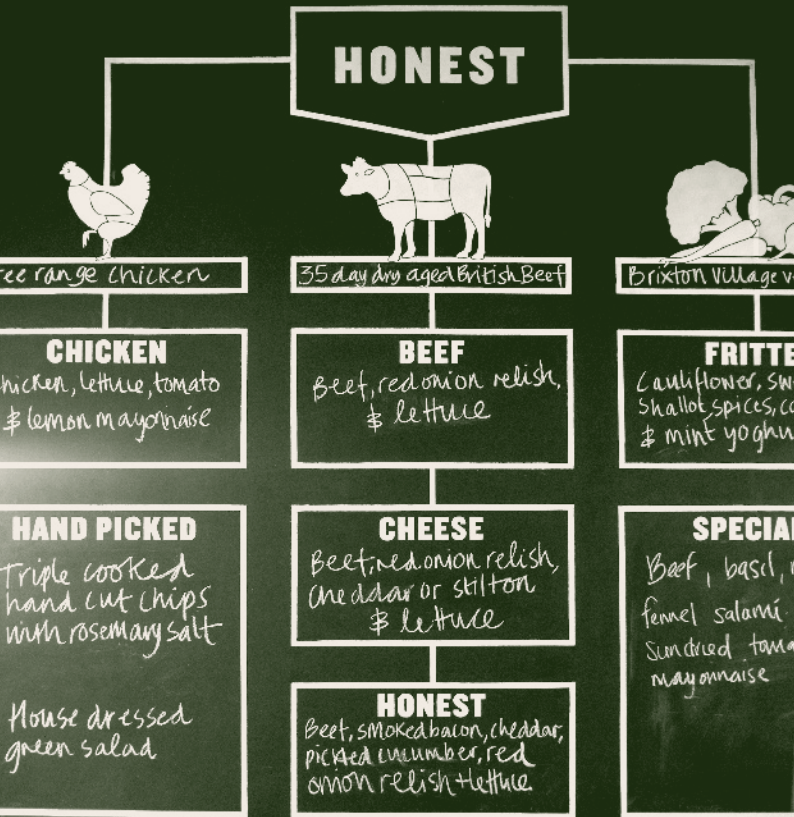 HONEST
ree range chicken
CHICKEN
hicken, lettuce, tomato
& lemon mayonnaise
HAND PICKED
Triple cooked
hand cut chips
with rosemary salt
House dressed
green salad
35 day dry aged British Beef
BEEF
Beef, red onion relish,
& lettuce
CHEESE
Beef, red onion relish,
cheddar or stilton
& lettuce
HONEST
Beef, smoked bacon, cheddar,
pickled cucumber, red
onion relish + lettuce
Brixton Village v
FRITTE
Cauliflower, sw
Shallot, spices, co
& mint yoghu
SPECIA
Beef, basil,
fennel salami
Sundried toma
mayonnaise